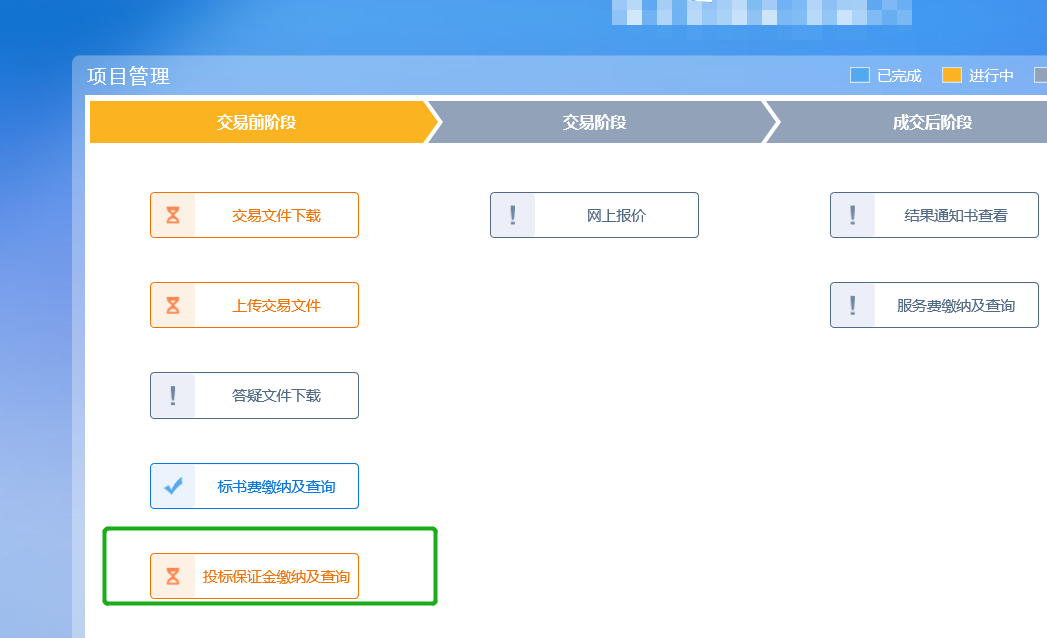 项目管理
已完成
进行中
交易前阶段
交易阶段
成交后阶段
交易文件下载
网上报价
结果通知书查看
上传交易文件
服务费缴纳及查询
答疑文件下载
标书费缴纳及查询
投标保证金缴纳及查询